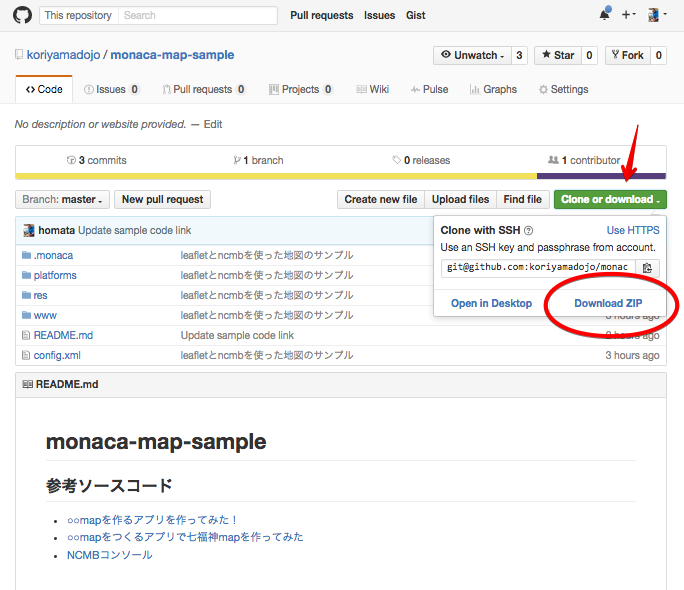 This repository Search Pull requests Issues Gist
koriyamadojo / monaca-map-sample Unwatch 3 Star 0 Fork 0
Code Issues 0 Pull requests 0 Projects 0 Wiki Pulse Graphs Settings
No description or website provided. — Edit
3 commits 1 branch 0 releases 1 contributor
Branch: master New pull request Create new file Upload files Find file Clone or download
homata Update sample code link
Clone with SSH Use HTTPS
Use an SSH key and passphrase from account.
git@github.com:koriyamadojo/monac
Open in Desktop Download ZIP
.monaca leafletとncmbを使った地図のサンプル
platforms leafletとncmbを使った地図のサンプル
res leafletとncmbを使った地図のサンプル
www leafletとncmbを使った地図のサンプル 3 hours ago
README.md Update sample code link hours ago
config.xml leafletとncmbを使った地図のサンプル 3 hours ago
README.md
monaca-map-sample
参考ソースコード
○○mapを作るアプリを作ってみた！
○○mapをつくるアプリで七福神mapを作ってみた
NCMBコンソール